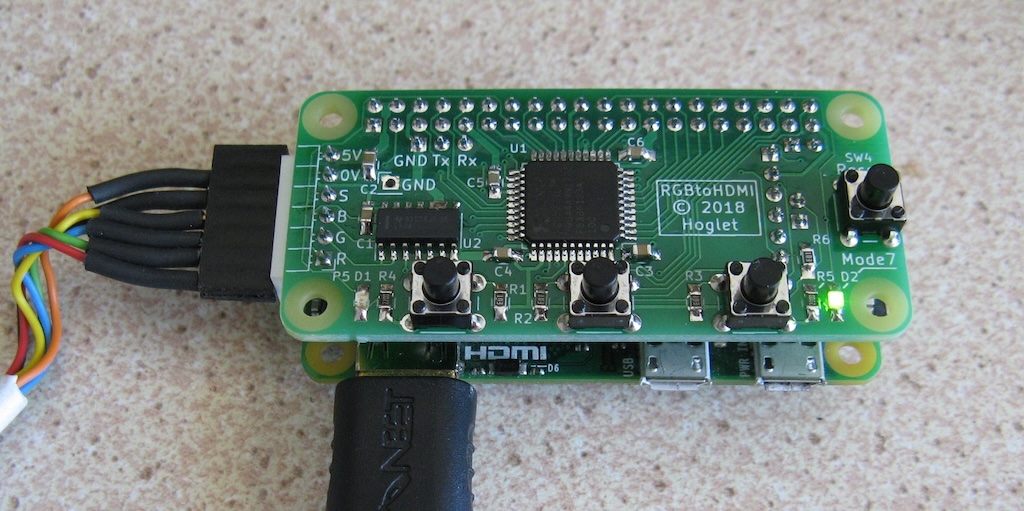 5V
GND Tx Rx
U1
C6
0V
GND
C5
C2
S
B
G
R
C1
U2
RGBtoHDMI
© 2018
Hoglet
SW4
R6
Mode7
C4
C3
P5 D1 R4
R1
R2
R3
R5 D2
HDMI
D6
USB